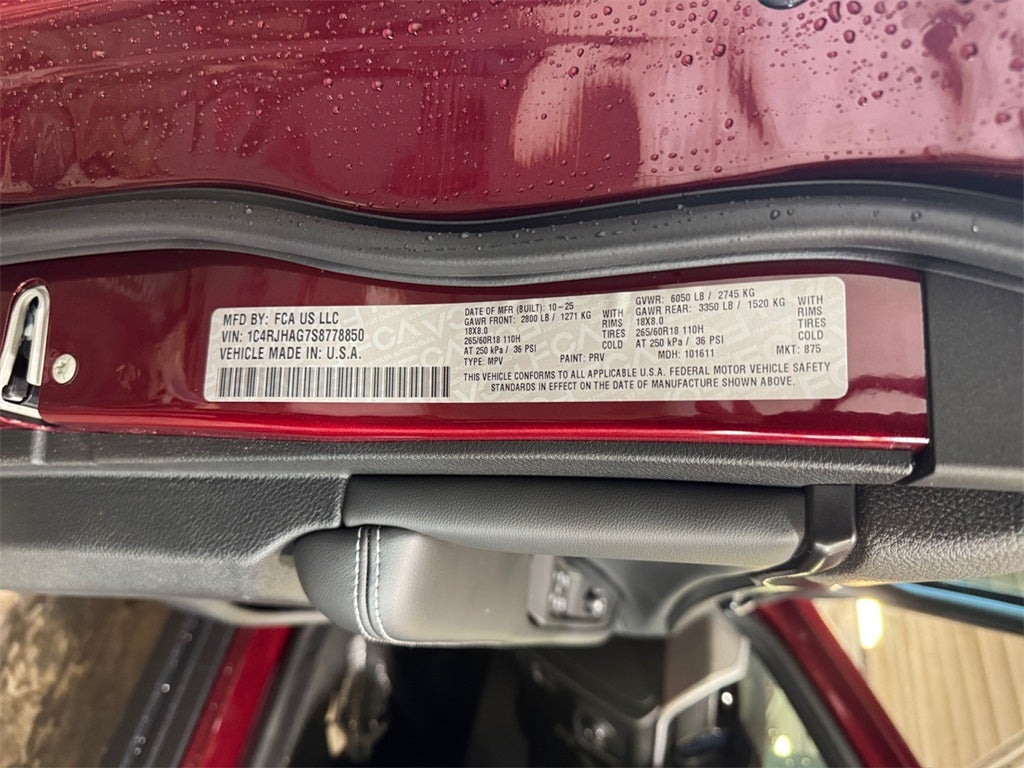 MFD BY: FCA US LLC
VIN: 1C4RJHAG7S8778850
VEHICLE MADE IN: U.S.A.
DATE OF MFR (BUILT): 10-25
GAWR FRONT: 2800 LB / 1271 KG WITH
18X8.0 RIMS
265/60R18 110H TIRES
AT 250 kPa / 36 PSI COLD
TYPE: MPV PAINT: PRV
GVWR: 6050 LB / 2745 KG
GAWR REAR: 3350 LB / 1520 KG WITH
18X8.0 RIMS
265/60R18 110H TIRES
AT 250 kPa / 36 PSI COLD
MDH: 101611 MKT: 875
THIS VEHICLE CONFORMS TO ALL APPLICABLE U.S.A. FEDERAL MOTOR VEHICLE SAFETY
STANDARDS IN EFFECT ON THE DATE OF MANUFACTURE SHOWN ABOVE.